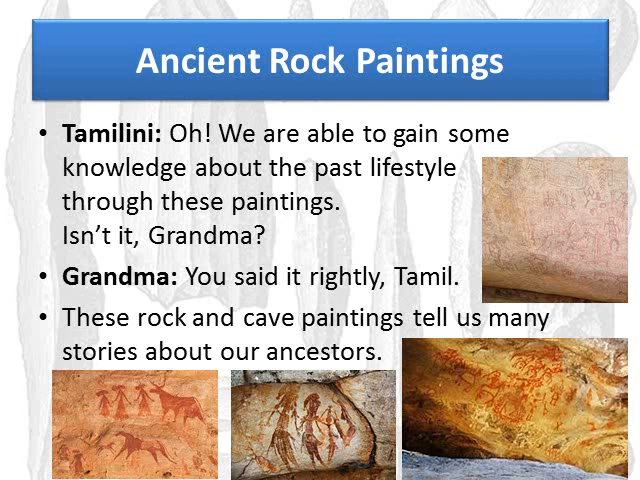 Ancient Rock Paintings
• Tamilini: Oh! We are able to gain some
knowledge about the past lifestyle
through these paintings.
Isn’t it, Grandma?
• Grandma: You said it rightly, Tamil.
• These rock and cave paintings tell us many
stories about our ancestors.